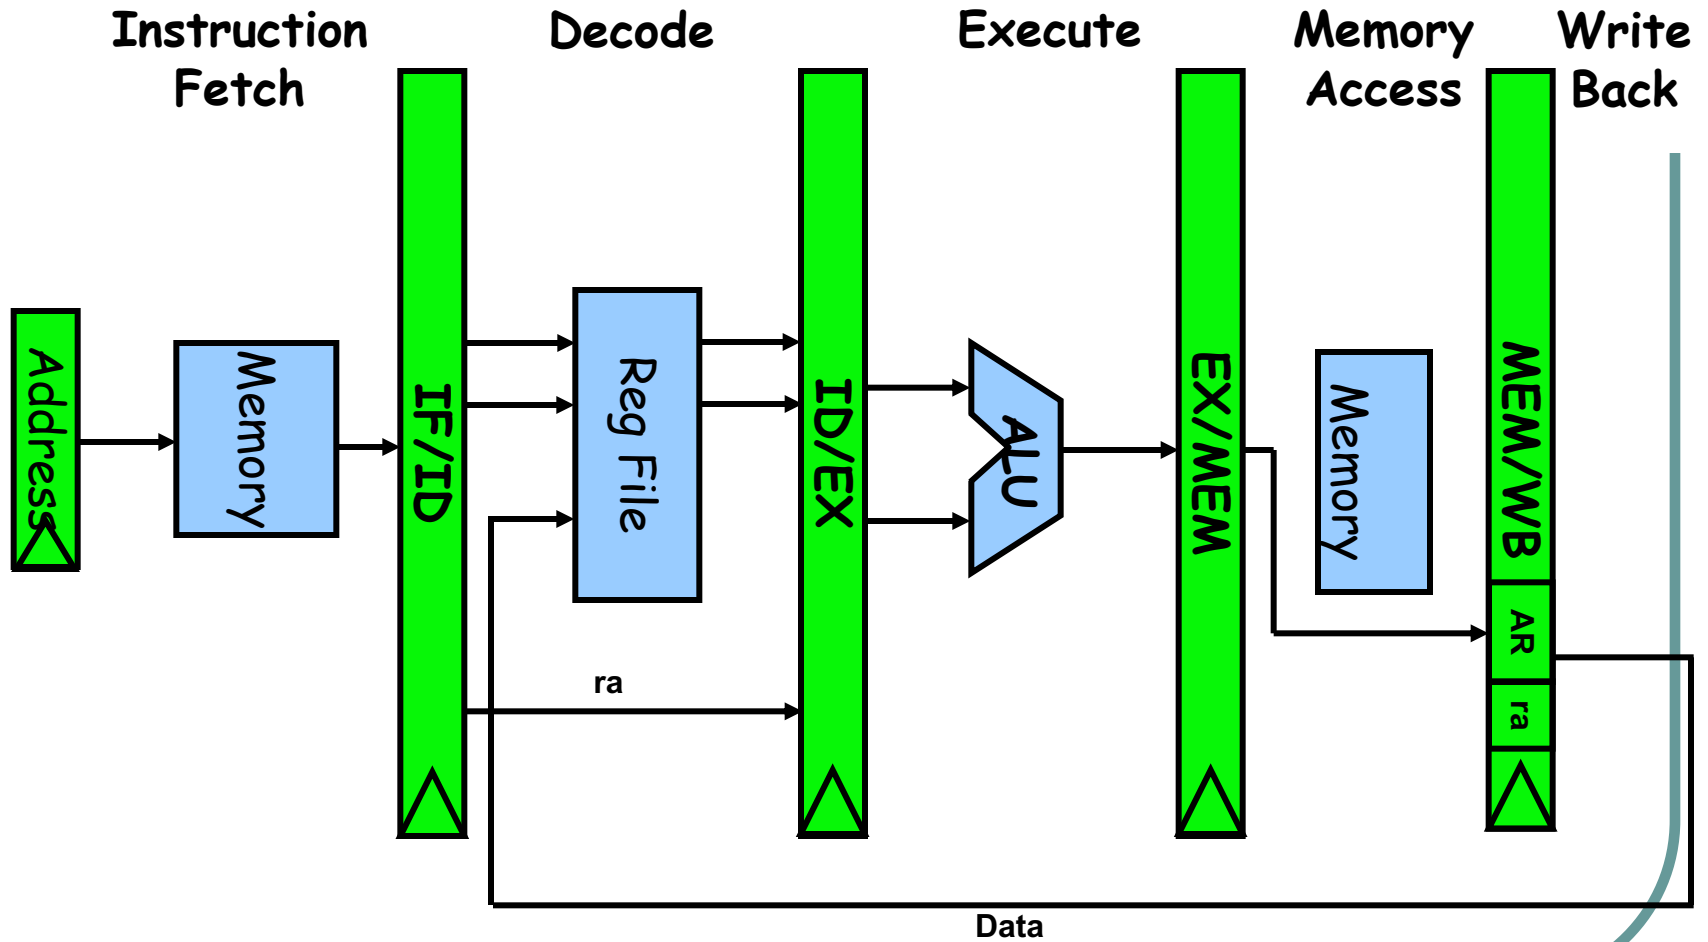 Instruction
Fetch
Decode
Execute
Memory
Access
Write
Back
Address
Memory
IF/ID
Reg File
ID/EX
ALU
EX/MEM
Memory
MEM/WB
AR
ra
ra
Data